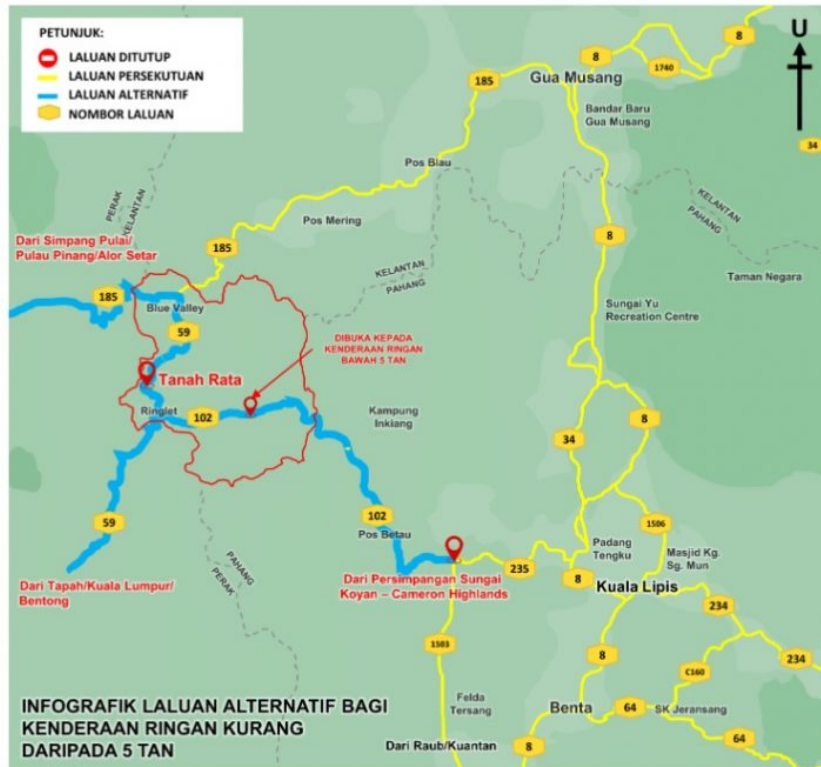 PETUNJUK:
LALUAN DITUTUP
LALUAN PERSEKUTUAN
LALUAN ALTERNATIF
NOMBOR LALUAN
8
8
1740
U
185
Gua Musang
Bandar Baru
Gua Musang
34
Pos Blau
PERAK
KELANTAN
KELANTAN
PAHANG
Pos Mering
8
Dari Simpang Pulai/
Pulau Pinang/Alor Setar
185
KELANTAN
PAHANG
Taman Negara
185
Blue Valley
59
Sungai Yu
Recreation Centre
DIBUKA KEPADA
KENDERAAN RINGAN
BAWAH 5 TAN
Tanah Rata
Ringlet
102
Kampung
Inkiang
8
34
59
102
Pos Betau
1506
PAHANG
PERAK
Padang
Tengku
Masjid Kg.
Sg. Mun
235
8
Dari Tapah/Kuala Lumpur/
Bentong
Dari Persimpangan Sungai
Koyan – Cameron Highlands
Kuala Lipis
234
1503
8
234
C160
INFOGRAFIK LALUAN ALTERNATIF BAGI
KENDERAAN RINGAN KURANG
DARIPADA 5 TAN
Felda
Tersang
Benta
64
SK Jeransang
64
Dari Raub/Kuantan
8